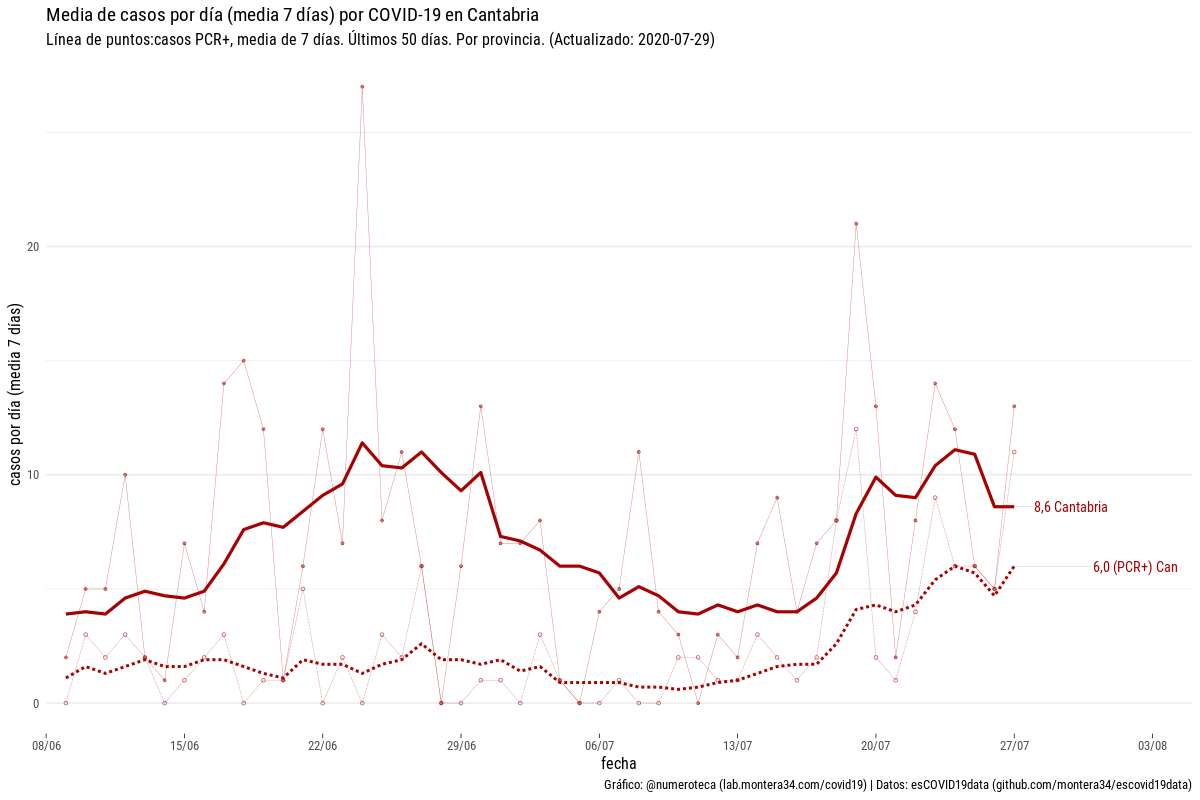 Media de casos por día (media 7 días) por COVID-19 en Cantabria
Línea de puntos:casos PCR+, media de 7 días. Últimos 50 días. Por provincia. (Actualizado: 2020-07-29)
casos por día (media 7 días)
20
10
0
8,6 Cantabria
6,0 (PCR+) Can
08/06
15/06
22/06
29/06
06/07
13/07
20/07
27/07
03/08
fecha
Gráfico: @numeroteca (lab.montera34.com/covid19) | Datos: esCOVID19data (github.com/montera34/escovid19data)